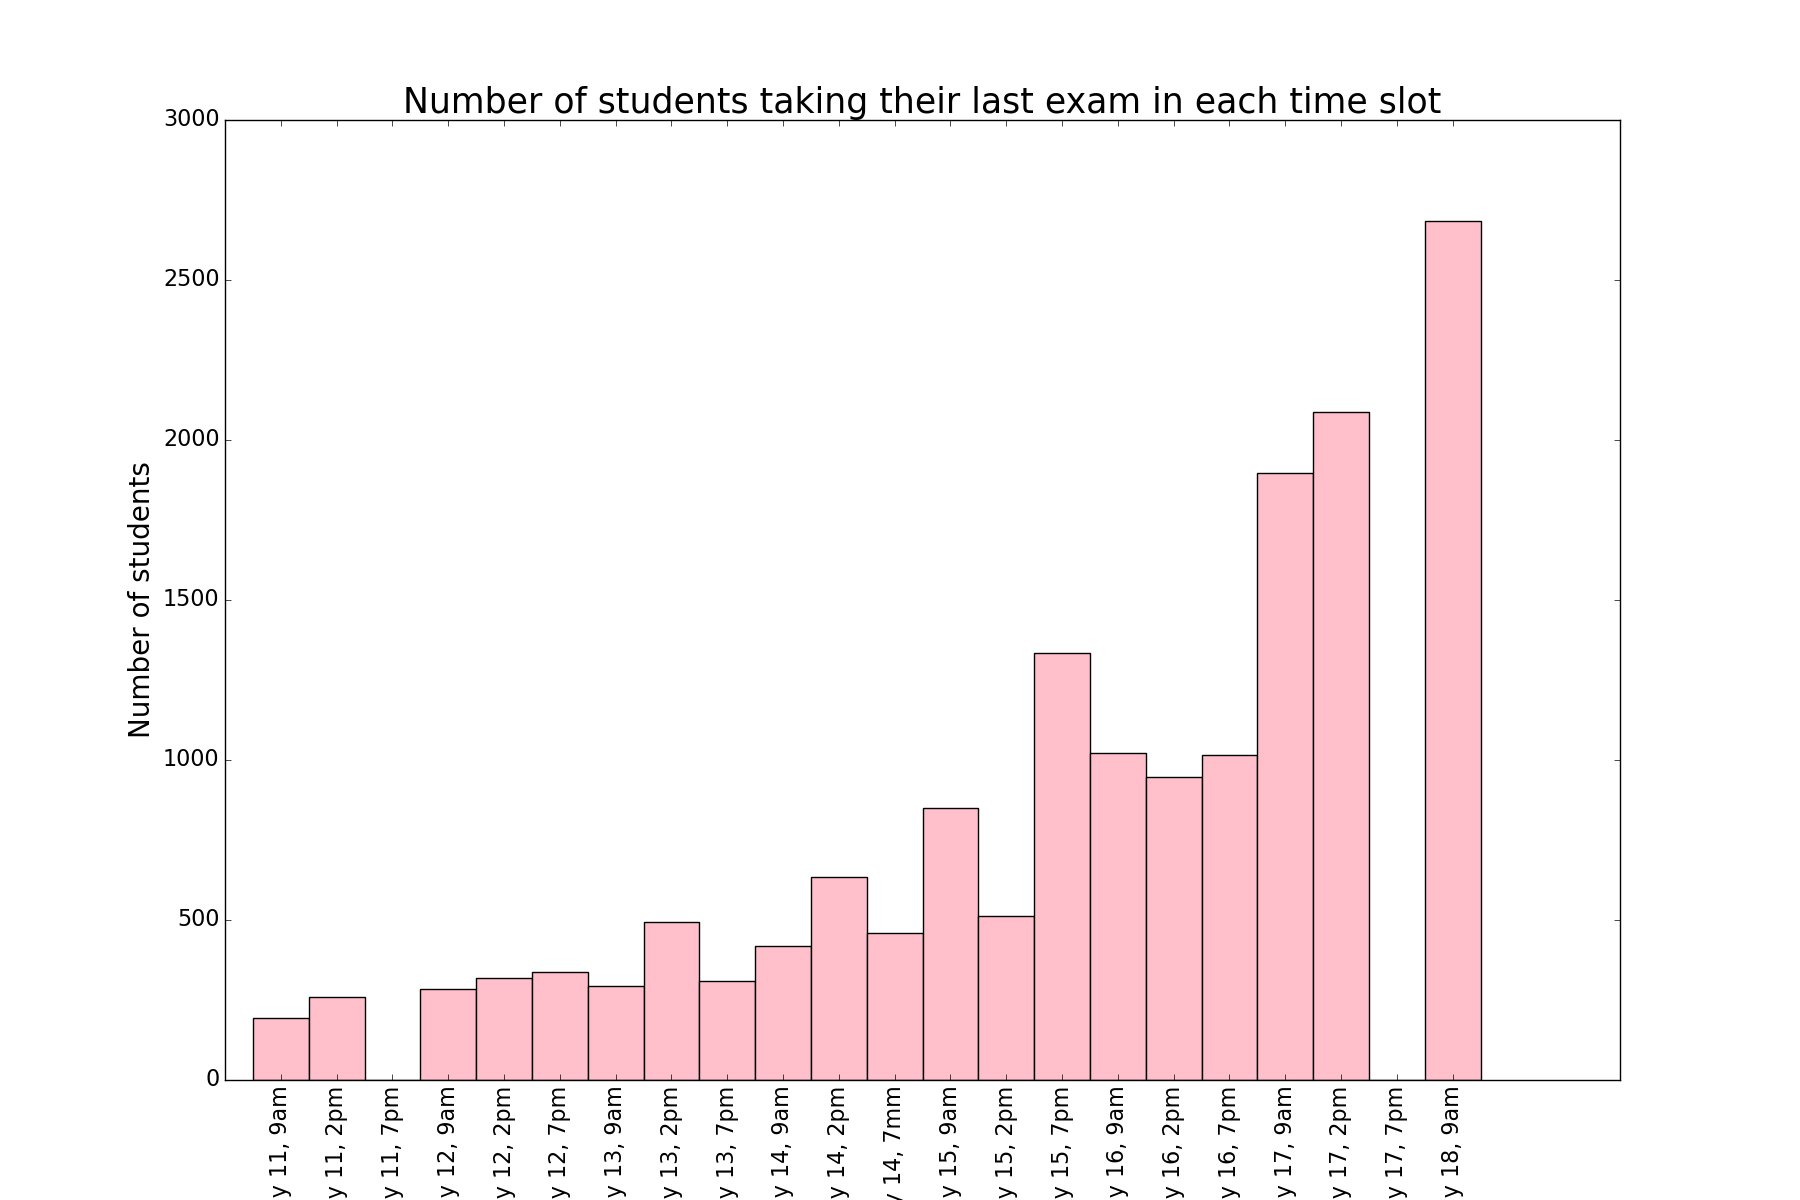 Number of students taking their last exam in each time slot
Number of students
3000
2500
2000
1500
1000
500
0
y 11, 9am
y 11, 2pm
y 11, 7pm
y 12, 9am
y 12, 2pm
y 12, 7pm
y 13, 9am
y 13, 2pm
y 13, 7pm
y 14, 9am
y 14, 2pm
y 14, 7mm
y 15, 9am
y 15, 2pm
y 15, 7pm
y 16, 9am
y 16, 2pm
y 16, 7pm
y 17, 9am
y 17, 2pm
y 17, 7pm
y 18, 9am